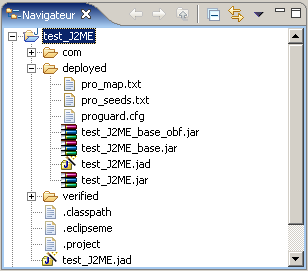 Navigateur
test_J2ME
com
deployed
pro_map.txt
pro_seeds.txt
proguard.cfg
test_J2ME_base_obf.jar
test_J2ME_base.jar
test_J2ME.jad
test_J2ME.jar
verified
.classpath
.eclipseme
.project
test_J2ME.jad